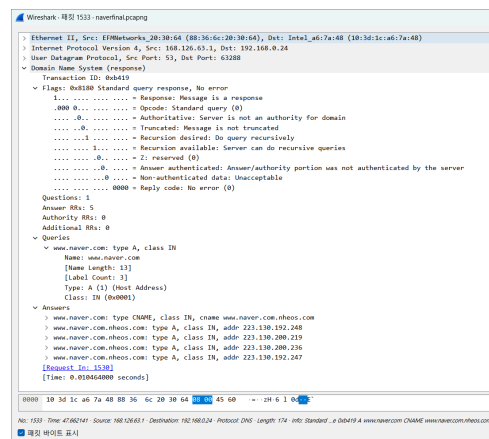 Wireshark · 패킷 1533 · naverfinal.pcapng
> Ethernet II, Src: EFMNetworks_20:30:64 (88:36:6c:20:30:64), Dst: Intel_a6:7a:48 (10:3d:1c:a6:7a:48)
> Internet Protocol Version 4, Src: 168.126.63.1, Dst: 192.168.0.24
> User Datagram Protocol, Src Port: 53, Dst Port: 63288
Domain Name System (response)
Transaction ID: 0xb419
Flags: 0x8180 Standard query response, No error
1... .... .... .... = Response: Message is a response
.000 0... .... .... = Opcode: Standard query (0)
.... .0.. .... .... = Authoritative: Server is not an authority for domain
.... ..0. .... .... = Truncated: Message is not truncated
.... ...1 .... .... = Recursion desired: Do query recursively
.... .... 1... .... = Recursion available: Server can do recursive queries
.... .... .0.. .... = Z: reserved (0)
.... .... ..0. .... = Answer authenticated: Answer/authority portion was not authenticated by the server
.... .... ...0 .... = Non-authenticated data: Unacceptable
.... .... .... 0000 = Reply code: No error (0)
Questions: 1
Answer RRs: 5
Authority RRs: 0
Additional RRs: 0
Queries
www.naver.com: type A, class IN
Name: www.naver.com
[Name Length: 13]
[Label Count: 3]
Type: A (1) (Host Address)
Class: IN (0x0001)
Answers
> www.naver.com: type CNAME, class IN, cname www.naver.com.nheos.com
> www.naver.com.nheos.com: type A, class IN, addr 223.130.192.248
> www.naver.com.nheos.com: type A, class IN, addr 223.130.200.219
> www.naver.com.nheos.com: type A, class IN, addr 223.130.200.236
> www.naver.com.nheos.com: type A, class IN, addr 223.130.192.247
[Request In: 1530]
[Time: 0.010464000 seconds]
0000 10 3d 1c a6 7a 48 88 36 6c 20 30 64 08 00 45 60 ·=··zH·6 l 0d··E`
No.: 1533 · Time: 47.662141 · Source: 168.126.63.1 · Destination: 192.168.0.24 · Protocol: DNS · Length: 174 · Info: Standard ...e 0xb419 A www.naver.com CNAME www.naver.com.nheos.com
패킷 바이트 표시